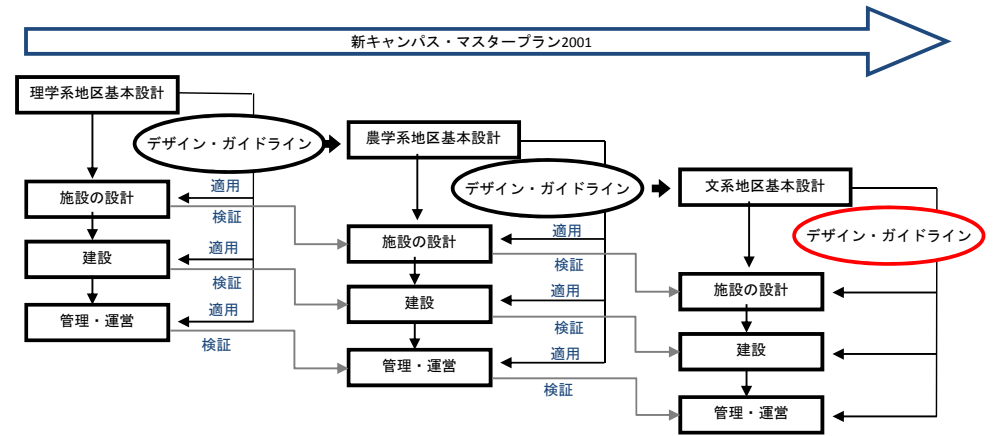 新キャンパス・マスタープラン2001
理学系地区基本設計
デザイン・ガイドライン
施設の設計
適用
検証
建設
適用
検証
管理・運営
適用
検証
農学系地区基本設計
デザイン・ガイドライン
施設の設計
適用
検証
建設
適用
検証
管理・運営
適用
検証
文系地区基本設計
デザイン・ガイドライン
施設の設計
建設
管理・運営